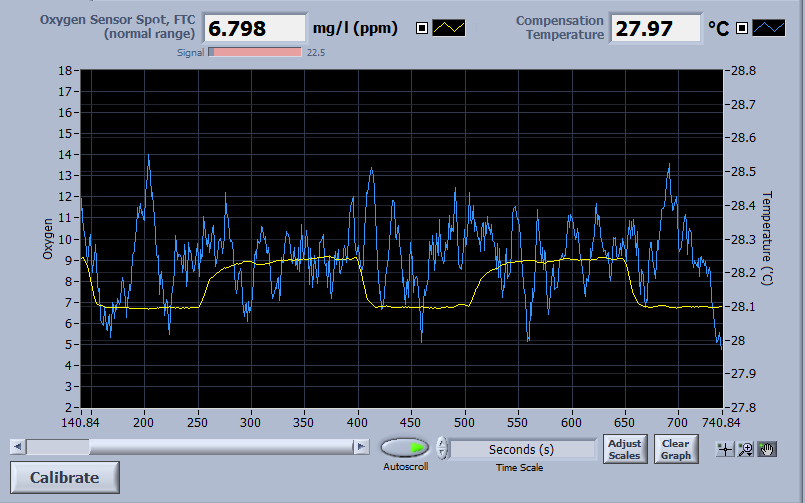 Oxygen Sensor Spot, FTC
(normal range)
6.798 mg/l (ppm)
Signal 22.5
Compensation
Temperature
27.97 °C
18 28.8
17 28.7
16
15 28.6
14
13 28.5
12 28.4
11
10 28.3
9
8 28.2
7 28.1
6
5 28
4 27.9
3
2 27.8
Oxygen
Temperature (°C)
140.84 200 250 300 350 400 450 500 550 600 650 700 740.84
Autoscroll
Seconds (s)
Time Scale
Adjust
Scales
Clear
Graph
Calibrate